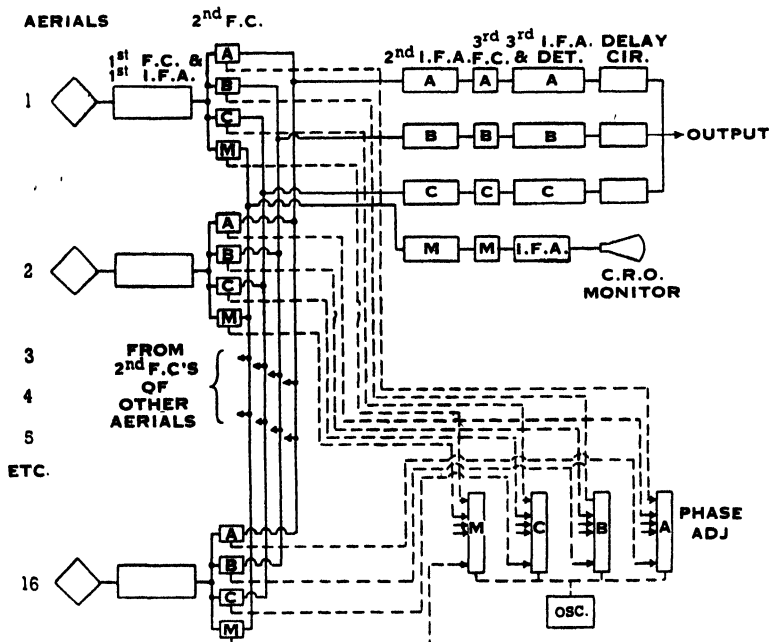 AERIALS
2nd F.C.
1st F.C. &
1st I.F.A.
2nd I.F.A.
3rd F.C.
3rd I.F.A. & DET.
DELAY CIR.
1
A
B
C
M
A A A
B B B
C C C
OUTPUT
M M I.F.A.
C.R.O.
MONITOR
2
A
B
C
M
3
4
5
ETC.
FROM
2nd F.C'S
OF
OTHER
AERIALS
M C B A
PHASE
ADJ
OSC.
16
A
B
C
M